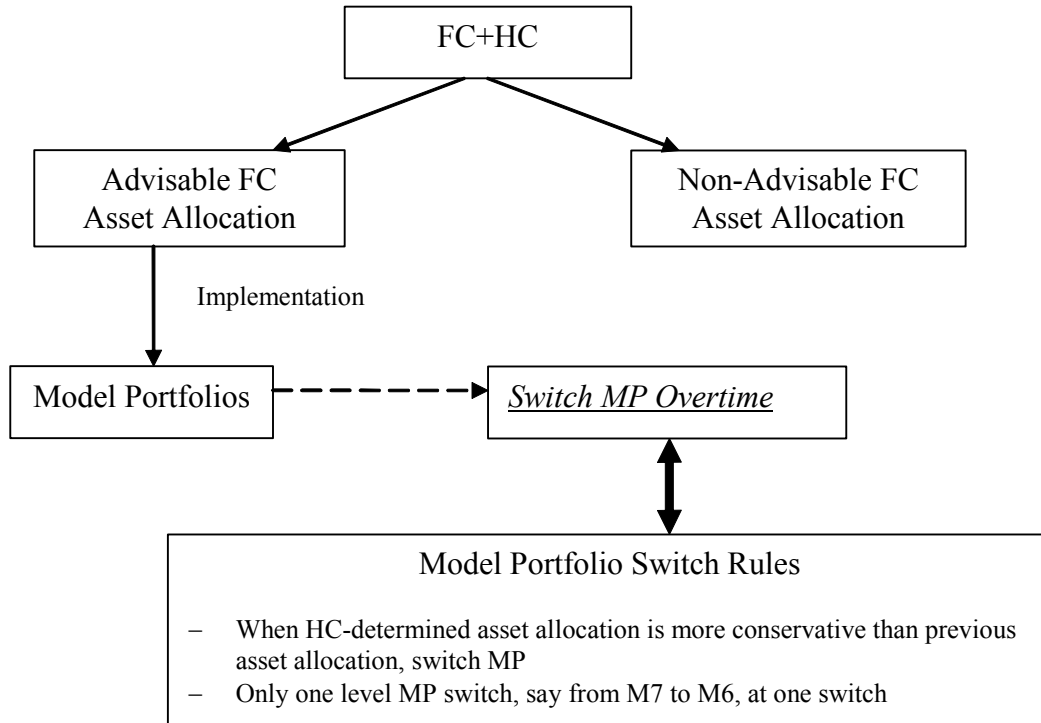 FC+HC
Advisable FC
Asset Allocation
Non-Advisable FC
Asset Allocation
Implementation
Model Portfolios
Switch MP Overtime
Model Portfolio Switch Rules
– When HC-determined asset allocation is more conservative than previous
asset allocation, switch MP
– Only one level MP switch, say from M7 to M6, at one switch